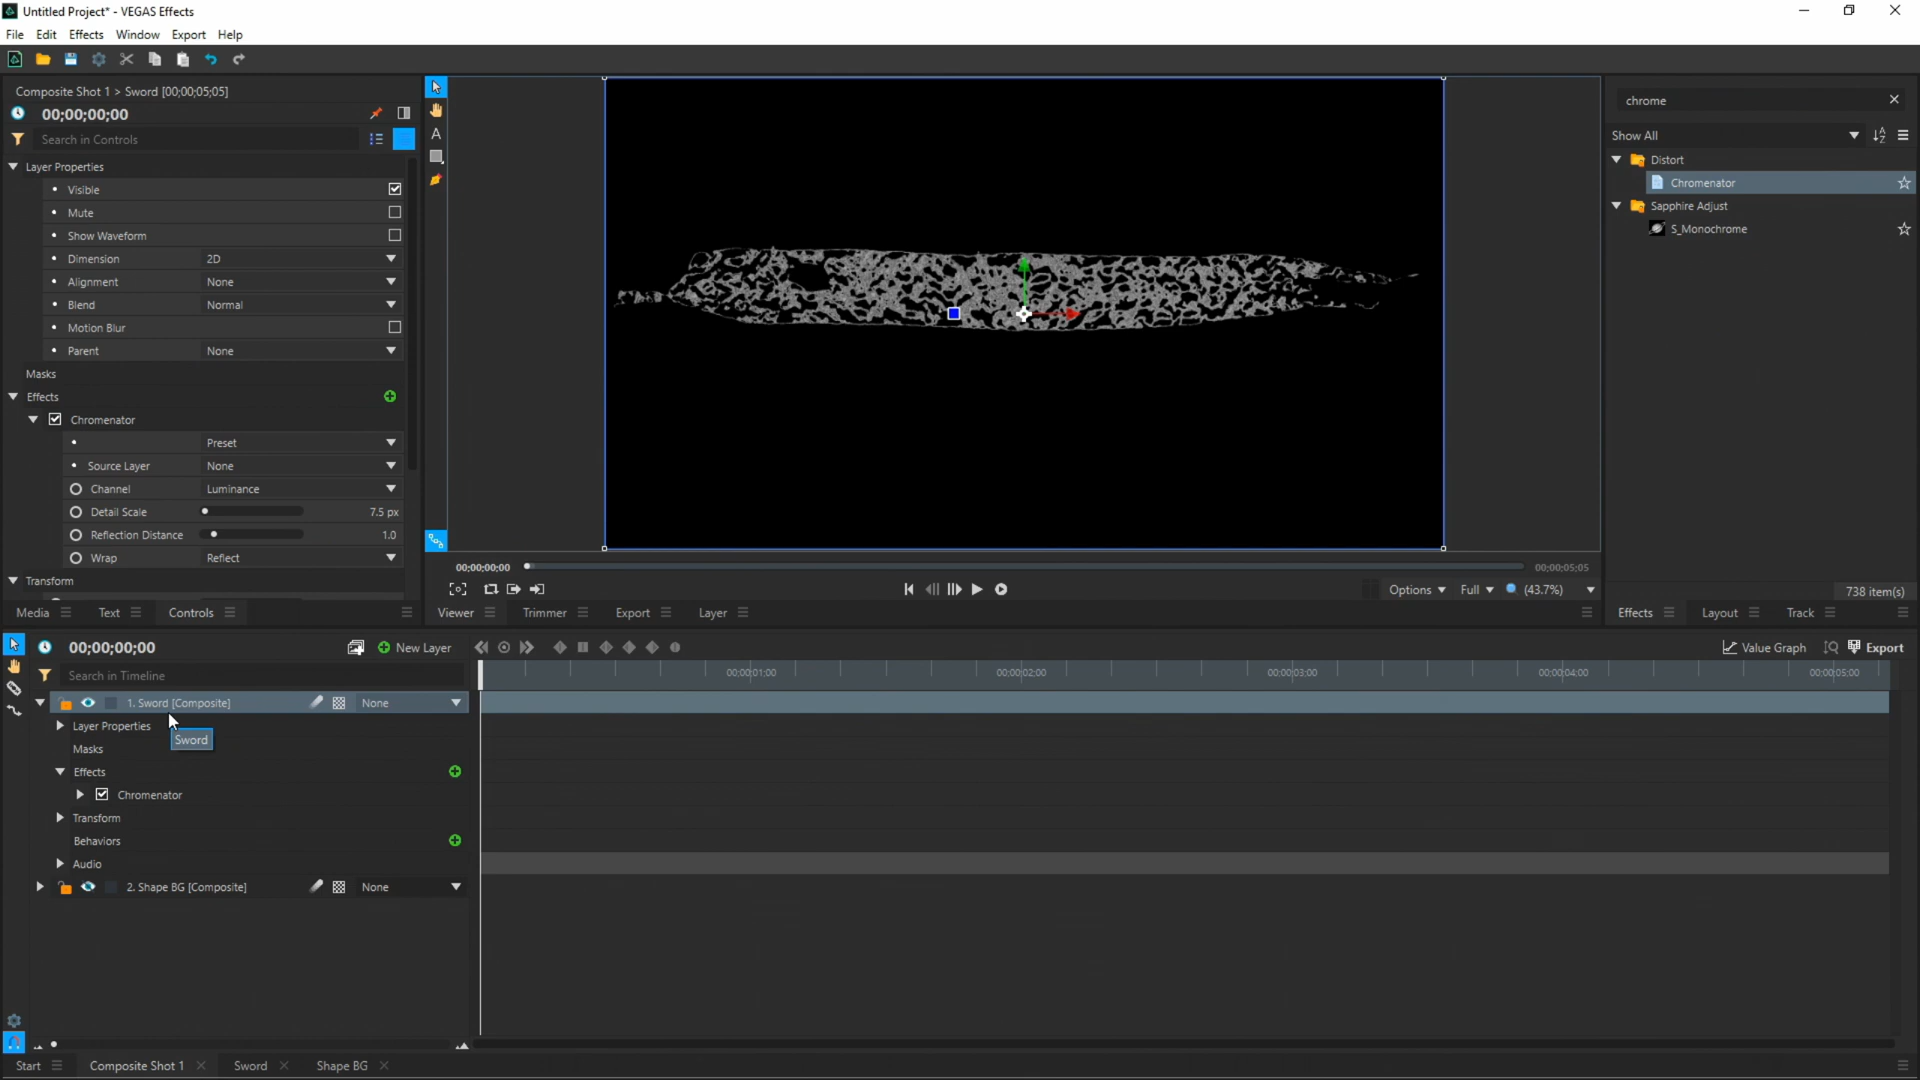 Untitled Project* - VEGAS Effects
File Edit Effects Window Export Help
Composite Shot 1 > Sword [00;00;05;05]
00;00;00;00
Search in Controls
Layer Properties
Visible
Mute
Show Waveform
Dimension 2D
Alignment None
Blend Normal
Motion Blur
Parent None
Masks
Effects
Chromenator
Preset
Source Layer None
Channel Luminance
Detail Scale 7.5 px
Reflection Distance 1.0
Wrap Reflect
Transform
Media Text Controls
A
00;00;00;00 00;00;05;05
Options Full (43.7%)
Viewer Trimmer Export Layer
chrome
Show All
Distort
Chromenator
Sapphire Adjust
S_Monochrome
738 item(s)
Effects Layout Track
00;00;00;00 New Layer Value Graph Export
Search in Timeline
00;00;01;00 00;00;02;00 00;00;03;00 00;00;04;00 00;00;05;00
1. Sword [Composite] None
Layer Properties
Sword
Masks
Effects
Chromenator
Transform
Behaviors
Audio
2. Shape BG [Composite] None
Start Composite Shot 1 Sword Shape BG